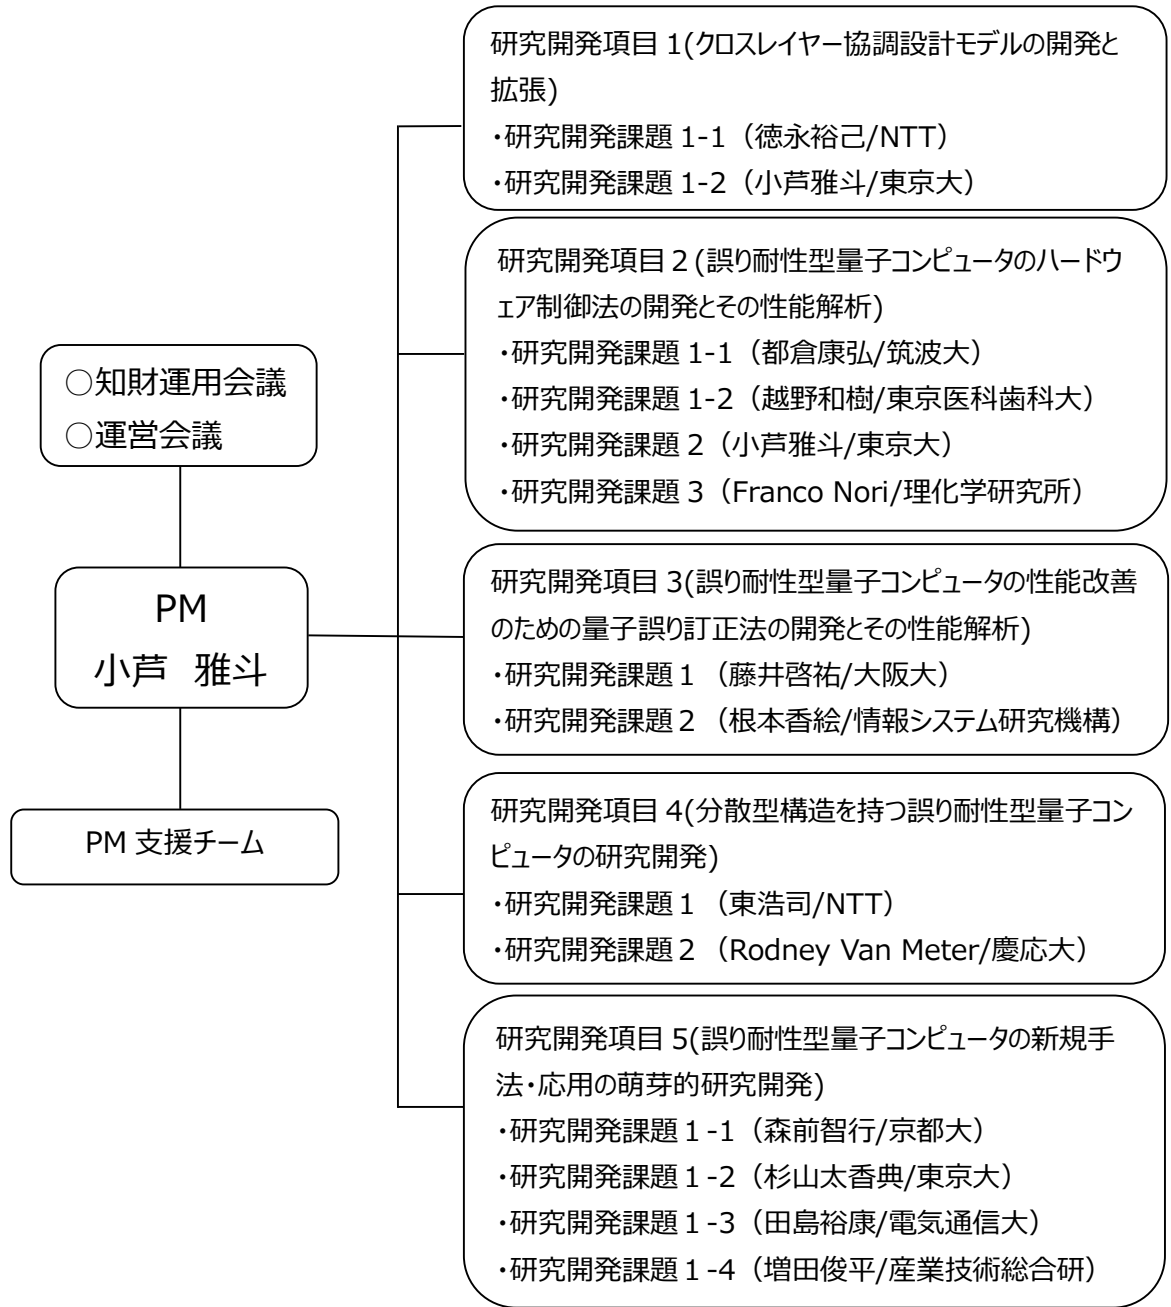 ○知財運用会議
○運営会議
PM
小芦 雅斗
PM 支援チーム
研究開発項目 1(クロスレイヤー協調設計モデルの開発と
拡張)
・研究開発課題 1-1（徳永裕己/NTT）
・研究開発課題 1-2（小芦雅斗/東京大）
研究開発項目 2 (誤り耐性型量子コンピュータのハードウ
ェア制御法の開発とその性能解析)
・研究開発課題 1-1（都倉康弘/筑波大）
・研究開発課題 1-2（越野和樹/東京医科歯科大）
・研究開発課題 2（小芦雅斗/東京大）
・研究開発課題 3（Franco Nori/理化学研究所）
研究開発項目 3(誤り耐性型量子コンピュータの性能改善
のための量子誤り訂正法の開発とその性能解析)
・研究開発課題 1 （藤井啓祐/大阪大）
・研究開発課題 2 （根本香絵/情報システム研究機構）
研究開発項目 4(分散型構造を持つ誤り耐性型量子コン
ピュータの研究開発)
・研究開発課題 1 （東浩司/NTT）
・研究開発課題 2 （Rodney Van Meter/慶応大）
研究開発項目 5(誤り耐性型量子コンピュータの新規手
法・応用の萌芽的研究開発)
・研究開発課題 1 -1（森前智行/京都大）
・研究開発課題 1 -2（杉山太香典/東京大）
・研究開発課題 1 -3（田島裕康/電気通信大）
・研究開発課題 1 -4（増田俊平/産業技術総合研）